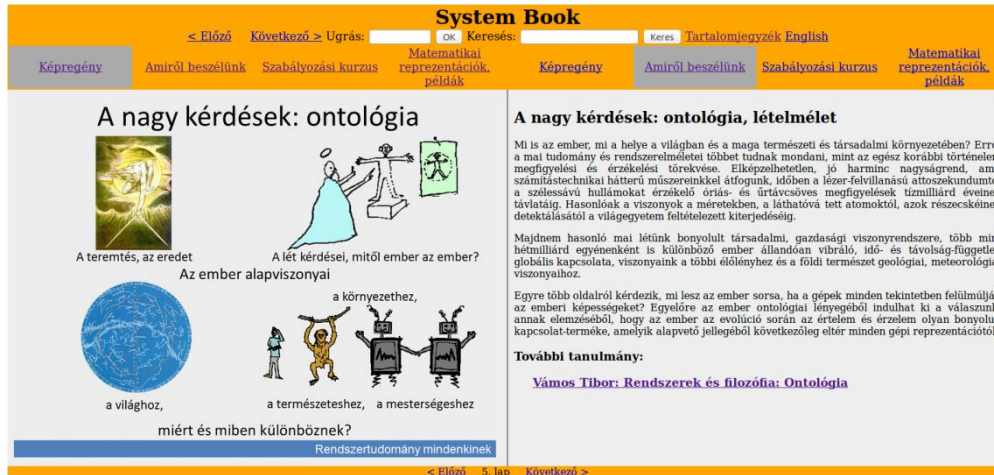 System Book
< Előző Következő > Ugrás: OK Keresés: Keres Tartalomjegyzék English
Képregény Amiről beszélünk Szabályozási kurzus Matematikai reprezentációk, példák Képregény Amiről beszélünk Szabályozási kurzus Matematikai reprezentációk, példák
A nagy kérdések: ontológia
A teremtés, az eredet
A lét kérdései, mitől ember az ember?
Az ember alapviszonyai
a környezethez,
a világhoz,
a természeteshez, a mesterségeshez
miért és miben különböznek?
Rendszertudomány mindenkinek
A nagy kérdések: ontológia, lételmélet
Mi is az ember, mi a helye a világban és a maga természeti és társadalmi környezetében? Erre
a mai tudomány és rendszerelméletei többet tudnak mondani, mint az egész korábbi történelem
megfigyelési és érzékelési törekvése. Elképzelhetetlen, jó harminc nagyságrend, am
számítástechnikai hátterű műszereinkkel átfogunk, időben a lézer-felvillanású attoszekundumto
a szélessávú hullámokat érzékelő óriás- és űrtávcsöves megfigyelések tízmilliárd éveine
távlatáig. Hasonlóak a viszonyok a méretekben, a láthatóvá tett atomoktól, azok részecskéine
detektálásától a világegyetem feltételezett kiterjedéséig.
Majdnem hasonló mai létünk bonyolult társadalmi, gazdasági viszonyrendszere, több min
hétmilliárd egyénenként is különböző ember állandóan vibráló, idő- és távolság-függetle
globális kapcsolata, viszonyaink a többi élőlényhez és a földi természet geológiai, meteorológia
viszonyaihoz.
Egyre több oldalról kérdezik, mi lesz az ember sorsa, ha a gépek minden tekintetben felülmúljá
az emberi képességeket? Egyelőre az ember ontológiai lényegéből indulhat ki a válaszunk
annak elemzéséből, hogy az ember az evolúció során az értelem és érzelem olyan bonyolu
kapcsolat-terméke, amelyik alapvető jellegéből következőleg eltér minden gépi reprezentációtól
További tanulmány:
Vámos Tibor: Rendszerek és filozófia: Ontológia
< Előző 5. lap Következő >